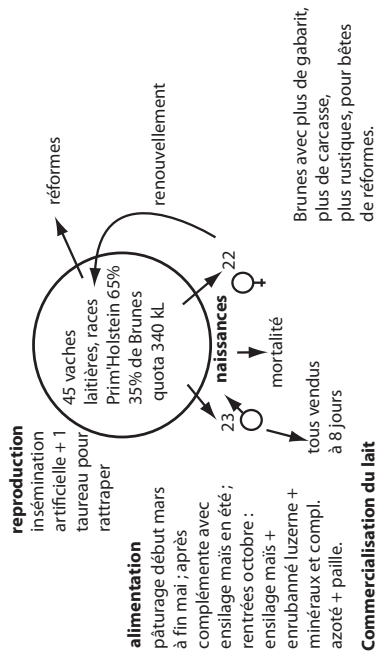 reproduction
insémination
artificielle + 1
taureau pour
rattraper
alimentation
pâturage début mars
à fin mai ; après
complémente avec
ensilage maïs en été ;
rentrées octobre :
ensilage maïs +
enrubanné luzerne +
minéraux et compl.
azoté + paille.
Commercialisation du lait
45 vaches
laitières, races
Prim'Holstein 65%
35% de Brunes
quota 340 kL
réformes
renouvellement
naissances
23
22
mortalité
tous vendus
à 8 jours
Brunes avec plus de gabarit,
plus de carcasse,
plus rustiques, pour bêtes
de réformes.